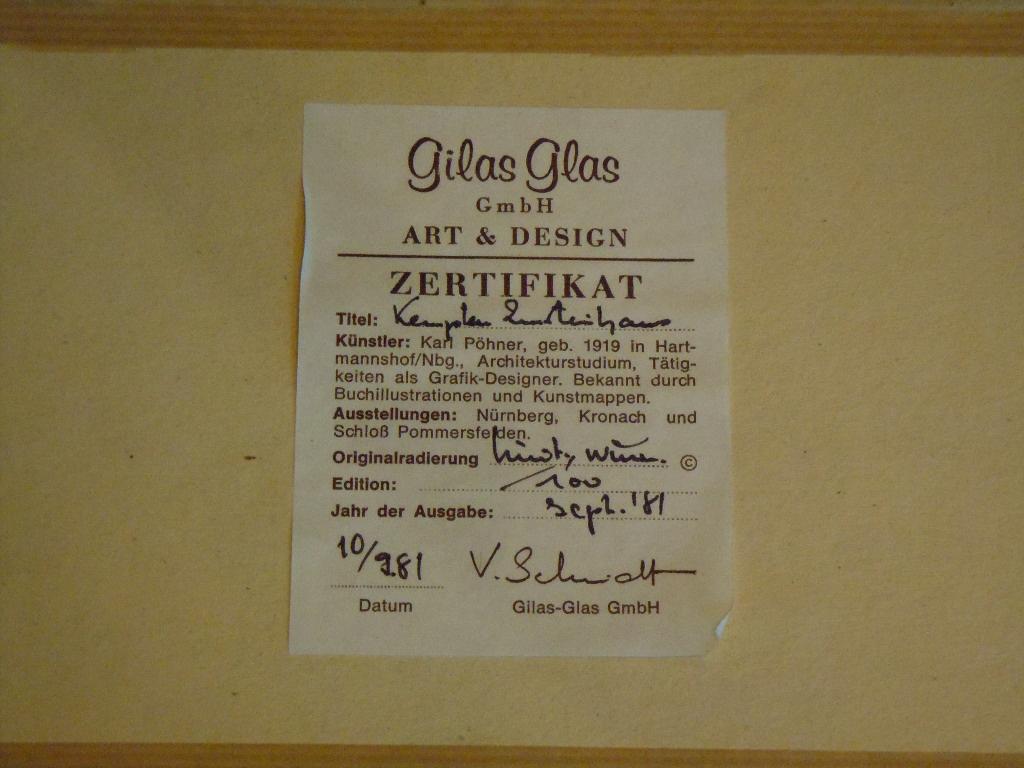 Gilas Glas
GmbH
ART & DESIGN
ZERTIFIKAT
Titel: Kempten
Künstler: Karl Pöhner, geb. 1919 in Hart-
mannshof/Nbg., Architekturstudium, Tätig-
keiten als Grafik-Designer. Bekannt durch
Buchillustrationen und Kunstmappen.
Ausstellungen: Nürnberg, Kronach und
Schloß Pommersfelden.
Originalradierung ©
Edition: /100
Jahr der Ausgabe: Sept. '81
10/9.81 V. Schmidt
Datum Gilas-Glas GmbH